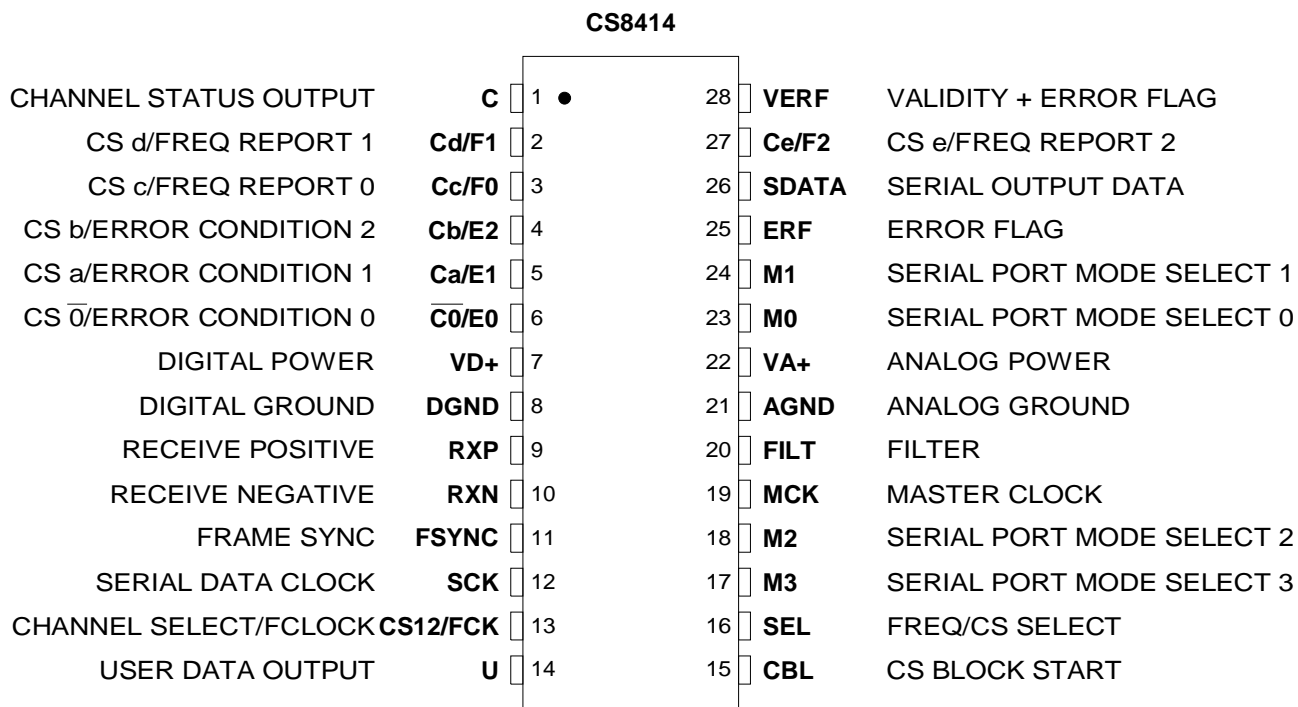 CS8414
CHANNEL STATUS OUTPUT C 1 28 VERF VALIDITY + ERROR FLAG
CS d/FREQ REPORT 1 Cd/F1 2 27 Ce/F2 CS e/FREQ REPORT 2
CS c/FREQ REPORT 0 Cc/F0 3 26 SDATA SERIAL OUTPUT DATA
CS b/ERROR CONDITION 2 Cb/E2 4 25 ERF ERROR FLAG
CS a/ERROR CONDITION 1 Ca/E1 5 24 M1 SERIAL PORT MODE SELECT 1
CS 0̅/ERROR CONDITION 0 C̅0̅/E0 6 23 M0 SERIAL PORT MODE SELECT 0
DIGITAL POWER VD+ 7 22 VA+ ANALOG POWER
DIGITAL GROUND DGND 8 21 AGND ANALOG GROUND
RECEIVE POSITIVE RXP 9 20 FILT FILTER
RECEIVE NEGATIVE RXN 10 19 MCK MASTER CLOCK
FRAME SYNC FSYNC 11 18 M2 SERIAL PORT MODE SELECT 2
SERIAL DATA CLOCK SCK 12 17 M3 SERIAL PORT MODE SELECT 3
CHANNEL SELECT/FCLOCK CS12/FCK 13 16 SEL FREQ/CS SELECT
USER DATA OUTPUT U 14 15 CBL CS BLOCK START